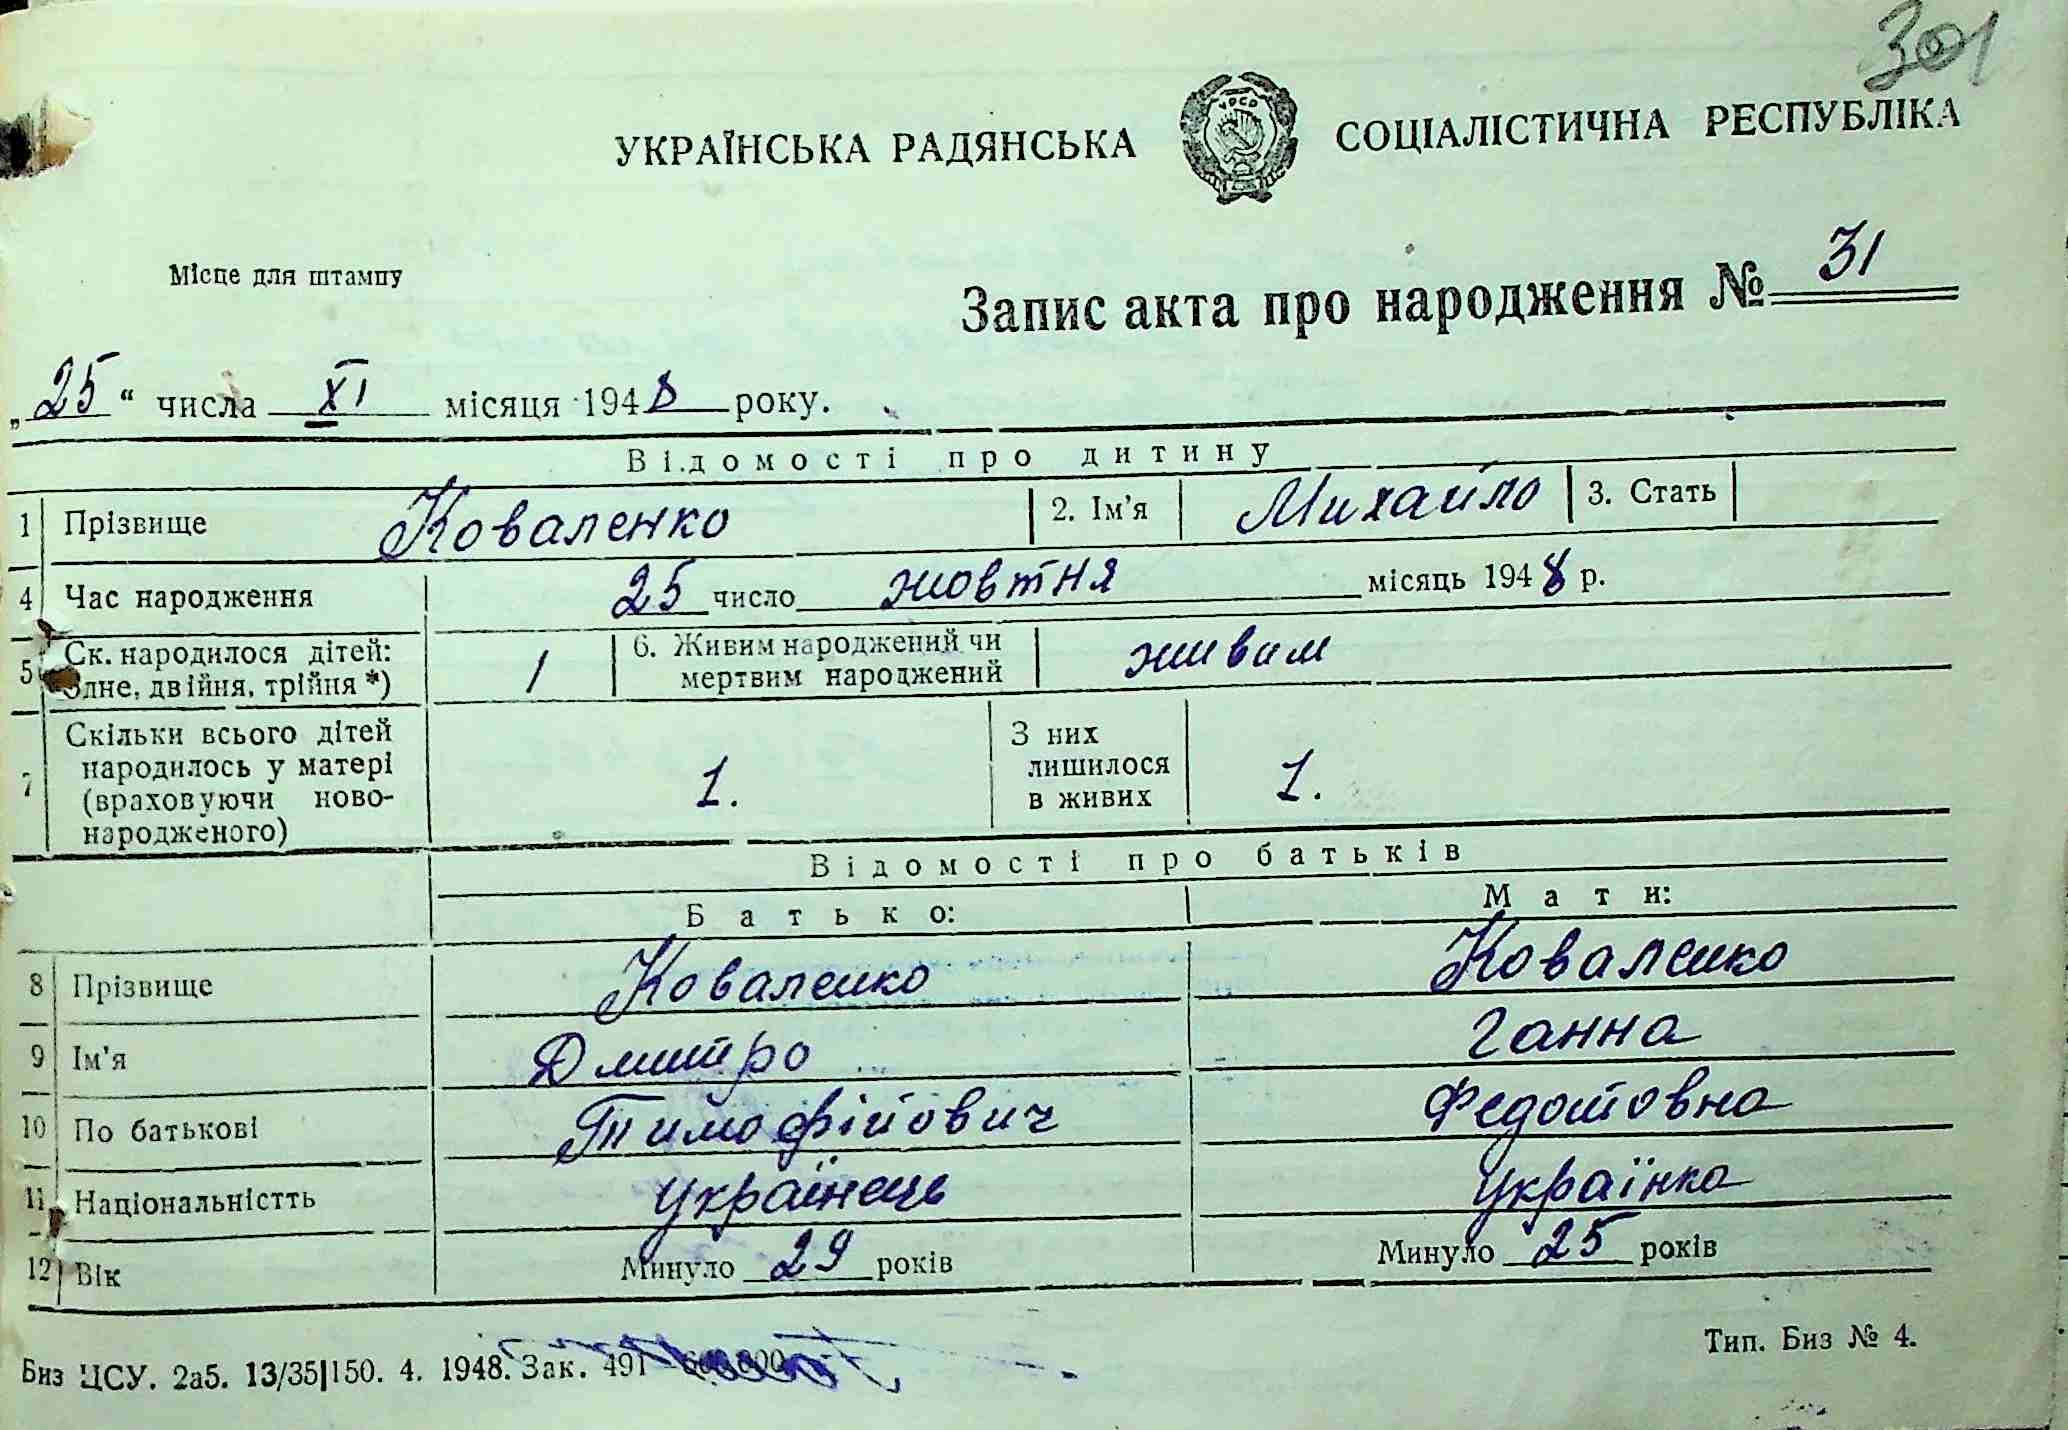 301
УКРАЇНСЬКА РАДЯНСЬКА СОЦІАЛІСТИЧНА РЕСПУБЛІКА
УРСР
Місце для штампу
Запис акта про народження № 31
„25“ числа XI місяця 1948 року.
Відомості про дитину
1 Прізвище Коваленко 2. Ім'я Михайло 3. Стать
4 Час народження 25 число жовтня місяць 1948 р.
5 Ск. народилося дітей: одне, двійня, трійня *) 1 6. Живим народжений чи мертвим народжений живим
7 Скільки всього дітей народилось у матері (враховуючи новонародженого) 1. З них лишилося в живих 1.
Відомості про батьків
Батько: Мати:
8 Прізвище Коваленко Коваленко
9 Ім'я Дмитро Ганна
10 По батькові Тимофійович Федотовна
11 Національністть українець українка
12 Вік Минуло 29 років Минуло 25 років
Биз ЦСУ. 2а5. 13/35|150. 4. 1948. Зак. 491
Тип. Биз № 4.